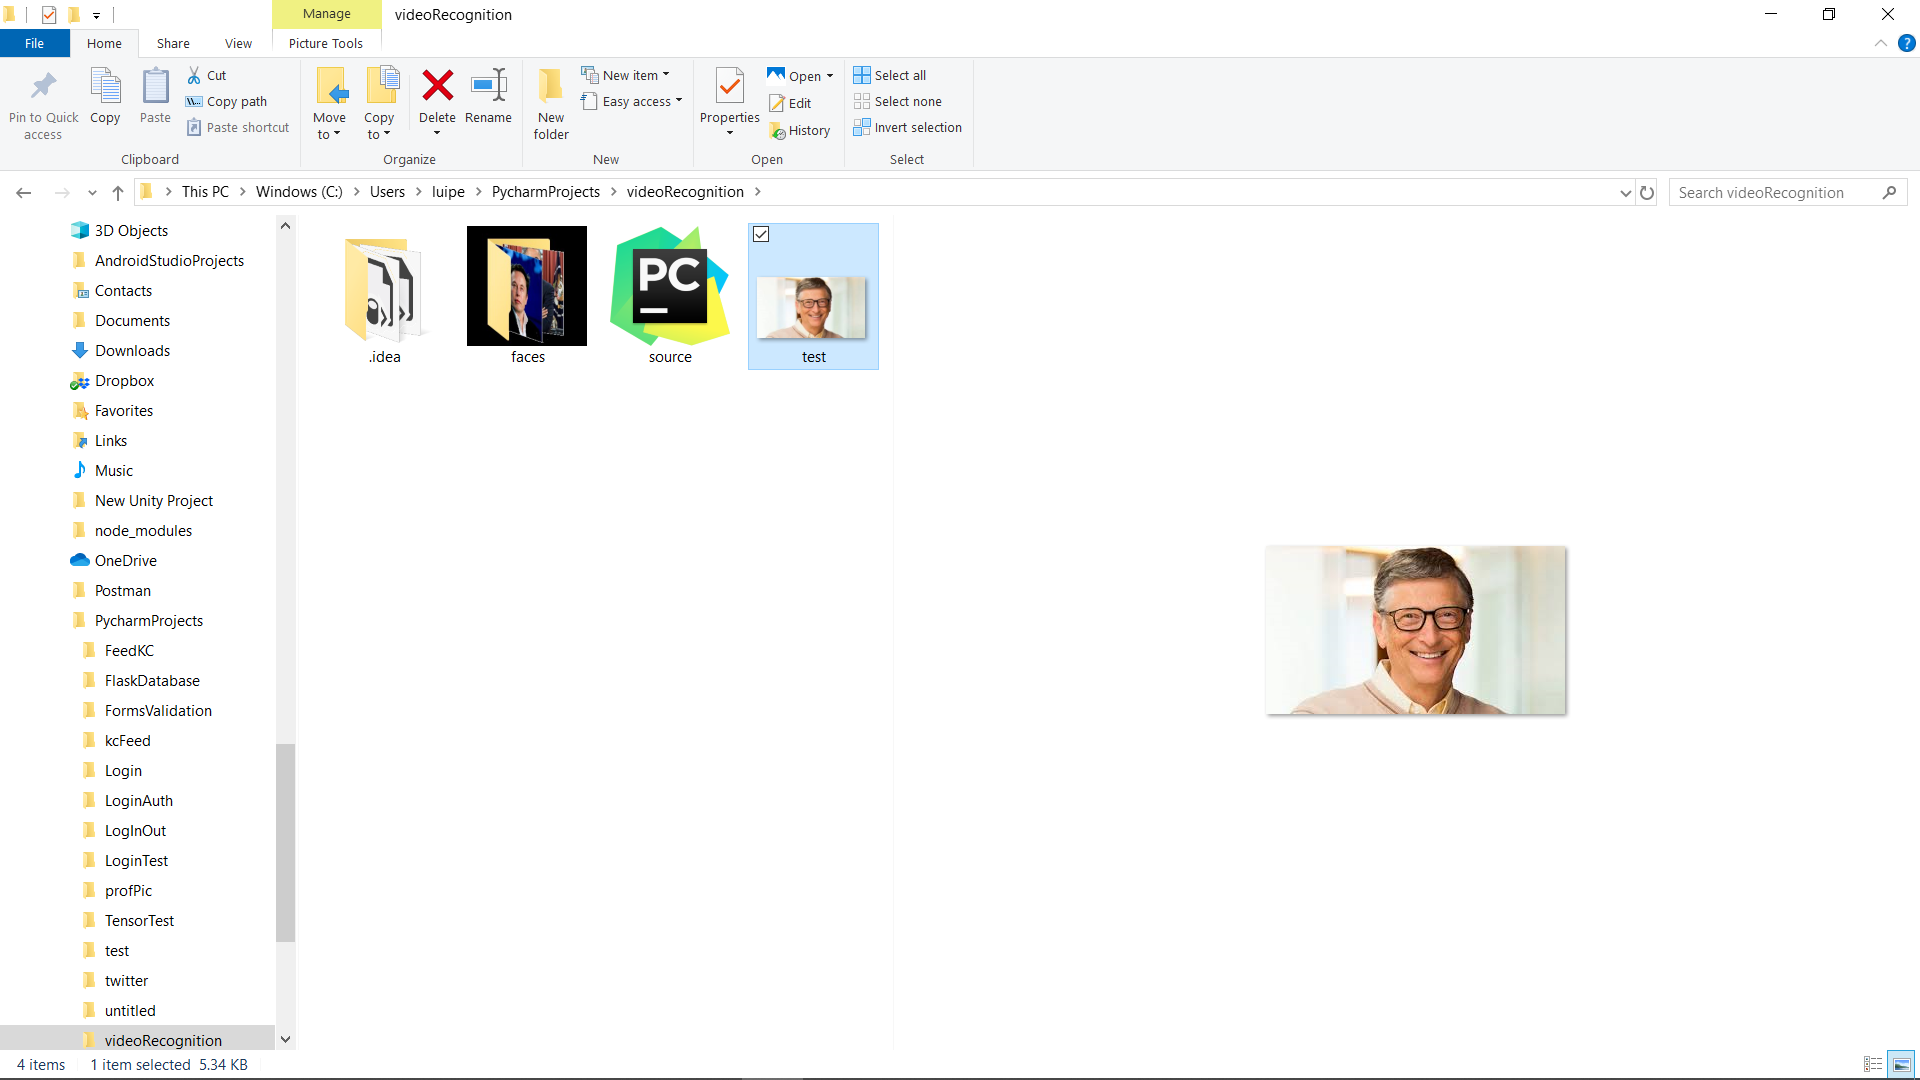 Manage
videoRecognition
File
Home
Share
View
Picture Tools
Pin to Quick access
Copy
Paste
Cut
Copy path
Paste shortcut
Clipboard
Move to
Copy to
Delete
Rename
Organize
New folder
New item
Easy access
New
Properties
Open
Edit
History
Open
Select all
Select none
Invert selection
Select
This PC > Windows (C:) > Users > luipe > PycharmProjects > videoRecognition >
Search videoRecognition
3D Objects
AndroidStudioProjects
Contacts
Documents
Downloads
Dropbox
Favorites
Links
Music
New Unity Project
node_modules
OneDrive
Postman
PycharmProjects
FeedKC
FlaskDatabase
FormsValidation
kcFeed
Login
LoginAuth
LogInOut
LoginTest
profPic
TensorTest
test
twitter
untitled
videoRecognition
PC
.idea
faces
source
test
4 items
1 item selected 5.34 KB